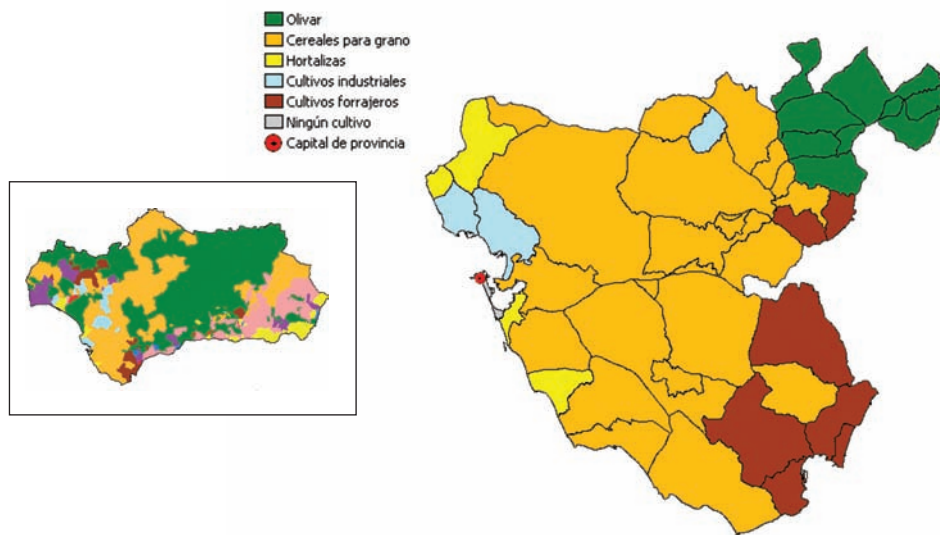 Olivar
Cereales para grano
Hortalizas
Cultivos industriales
Cultivos forrajeros
Ningún cultivo
Capital de provincia